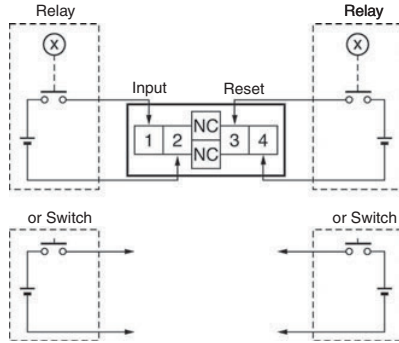 Relay
Relay
X
X
Input
Reset
NC
1 2 3 4
NC
or Switch
or Switch